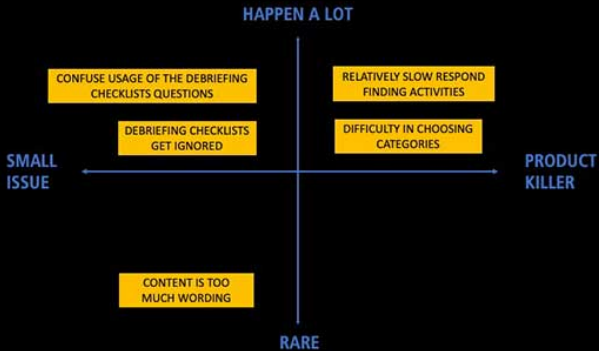 HAPPEN A LOT
CONFUSE USAGE OF THE DEBRIEFING
CHECKLISTS QUESTIONS
RELATIVELY SLOW RESPOND
FINDING ACTIVITIES
DEBRIEFING CHECKLISTS
GET IGNORED
DIFFICULTY IN CHOOSING
CATEGORIES
SMALL
ISSUE
PRODUCT
KILLER
CONTENT IS TOO
MUCH WORDING
RARE